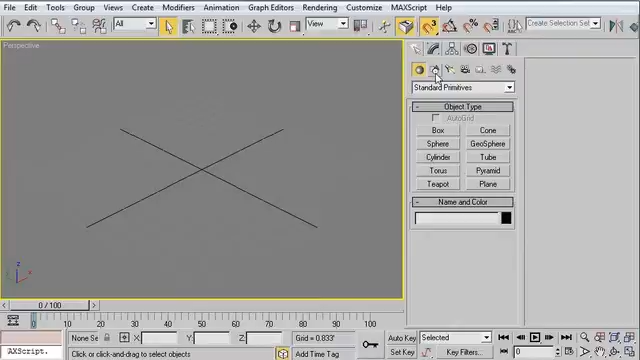 File Edit Tools Group Views Create Modifiers Animation Graph Editors Rendering Customize MAXScript Help
All View 3 Create Selection Set
Perspective
Standard Primitives
- Object Type
AutoGrid
Box Cone
Sphere GeoSphere
Cylinder Tube
Torus Pyramid
Teapot Plane
- Name and Color
z
x
0 / 100
0 10 20 30 40 50 60 70 80 90 100
None Se X: Y: Z: Grid = 0.833' Auto Key Selected
AXScript. Click or click-and-drag to select objects Add Time Tag Set Key Key Filters... 0